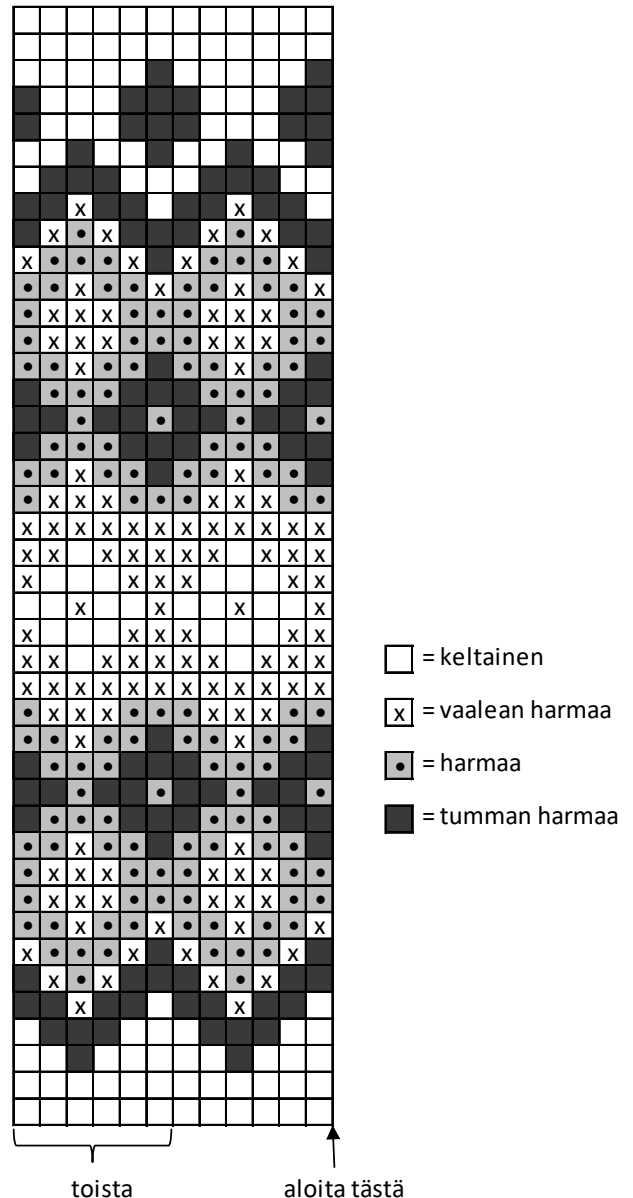 = keltainen
x = vaalean harmaa
• = harmaa
= tumman harmaa
toista
aloita tästä